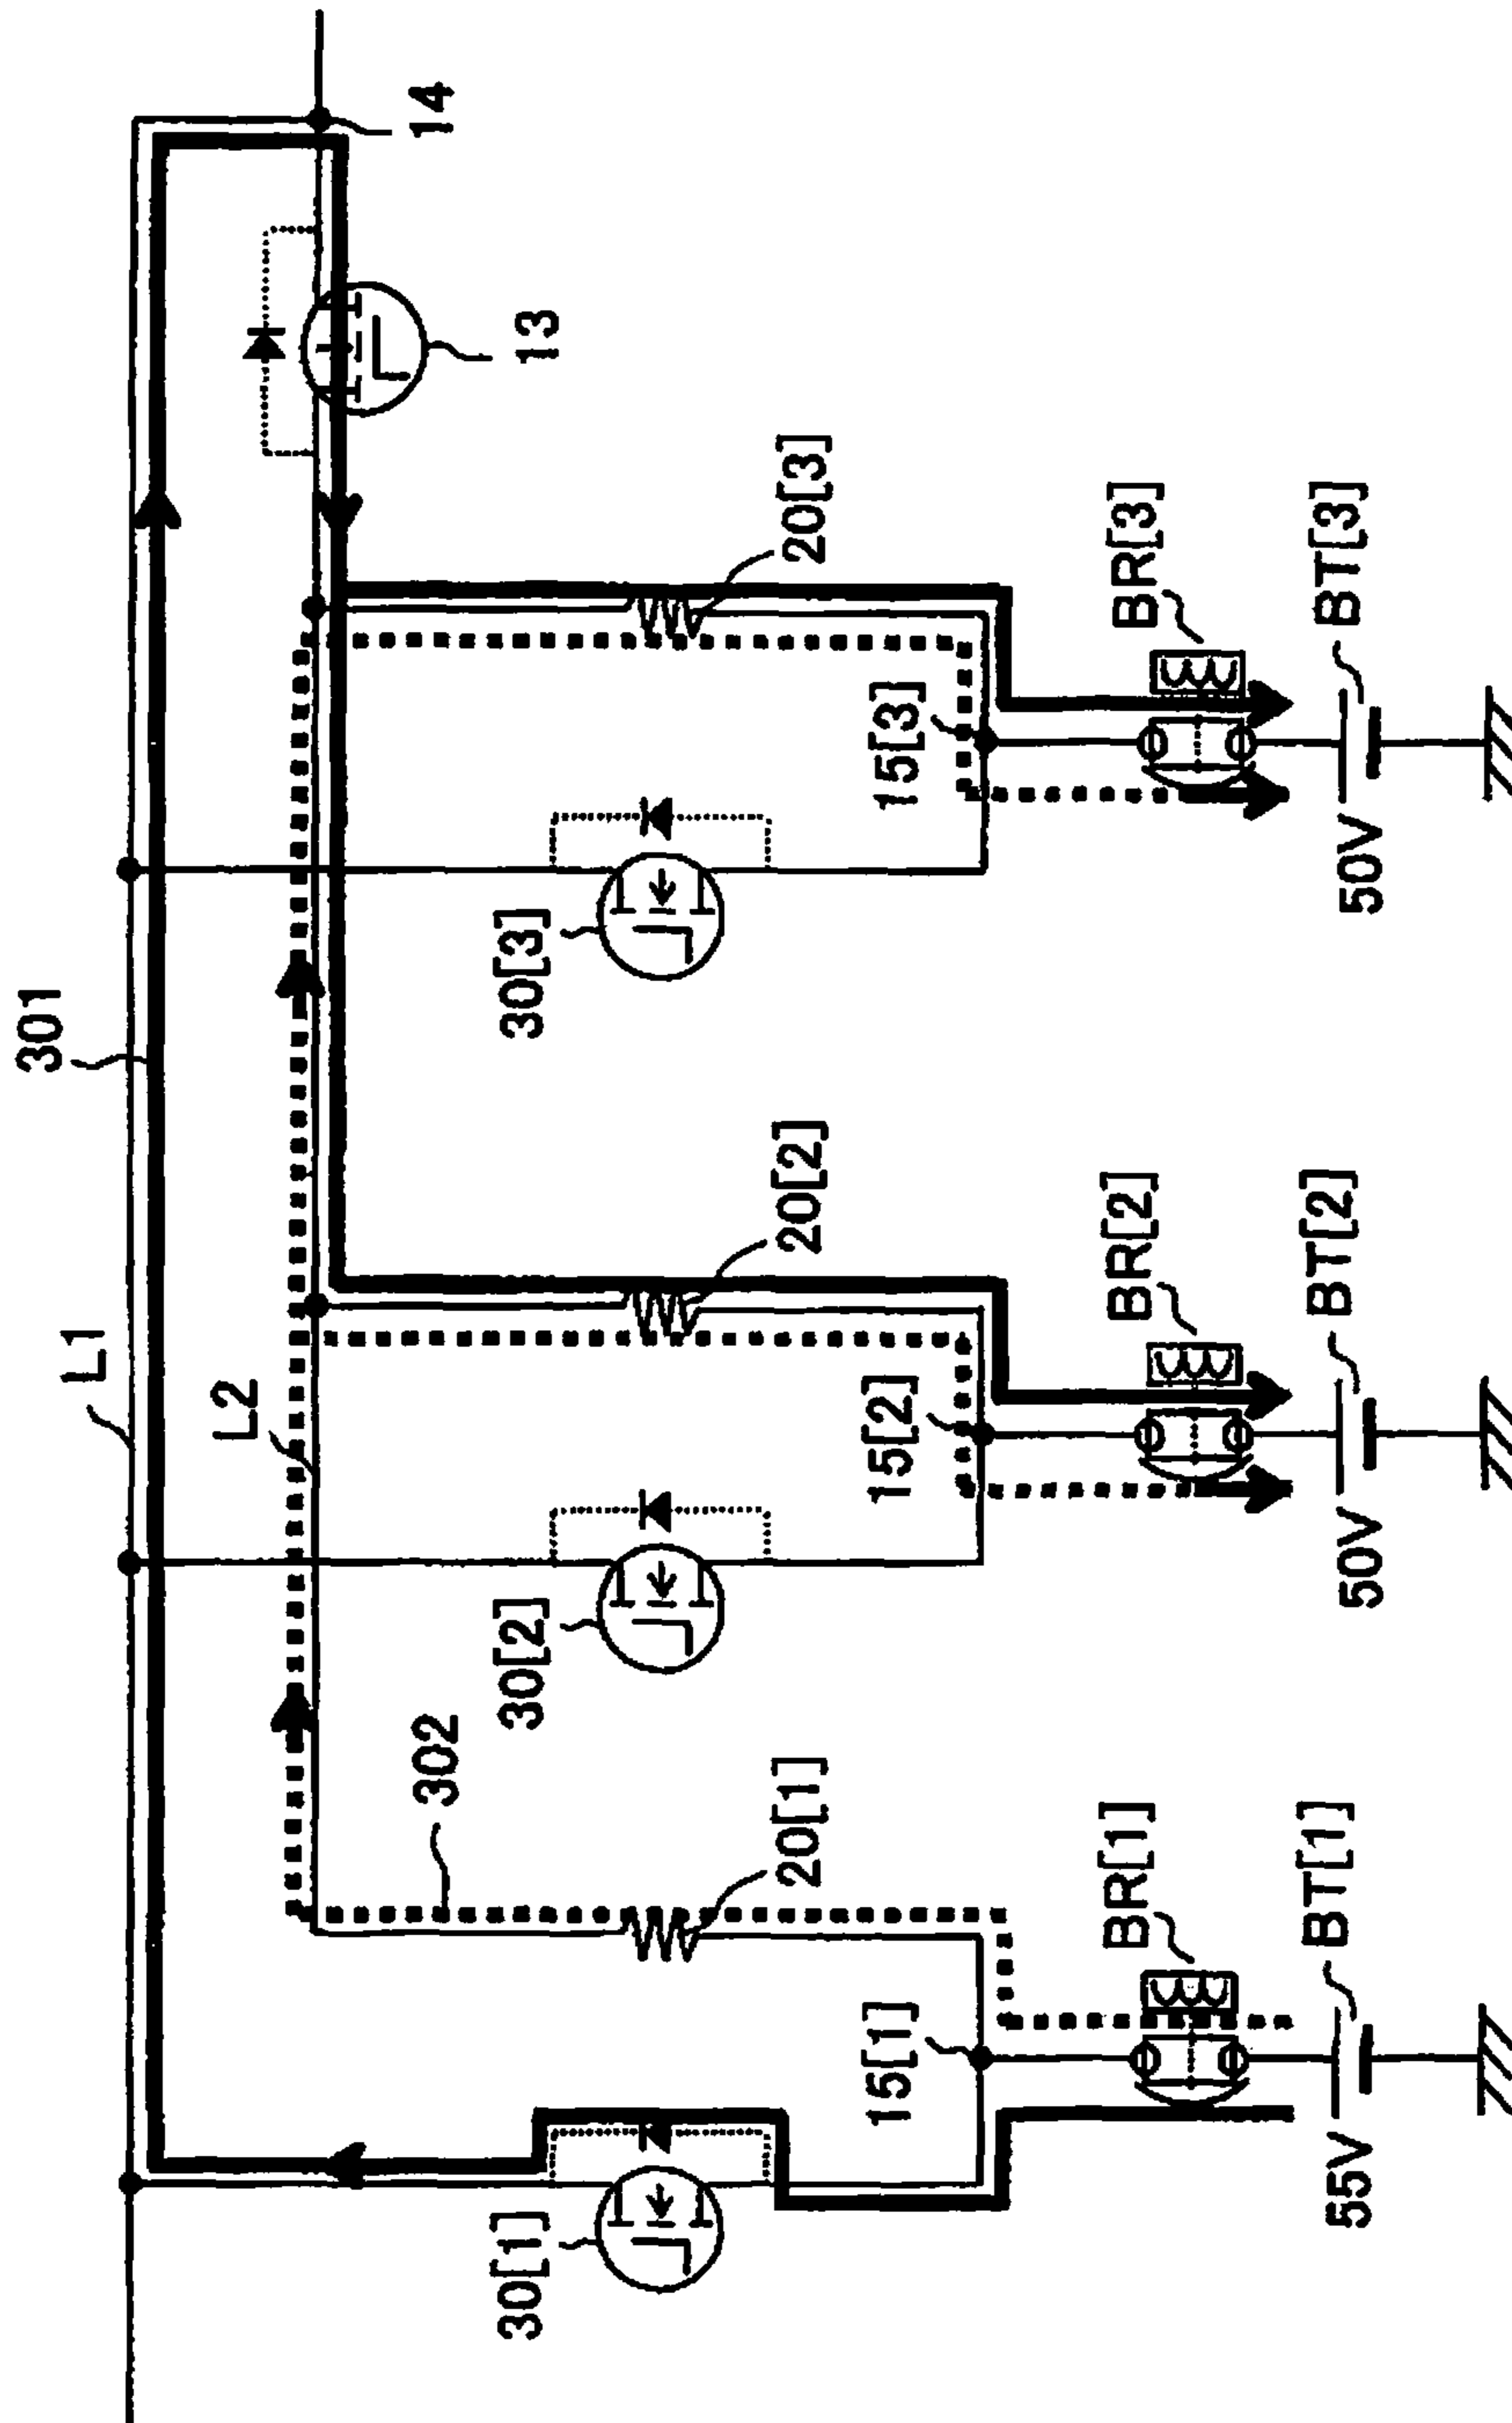 301
L1
L2
14
13
302
30[1]
20[1]
30[2]
20[2]
30[3]
20[3]
15[1]
15[2]
15[3]
BR[1]
BR[2]
BR[3]
55V
BT[1]
50V
BT[2]
50V
BT[3]